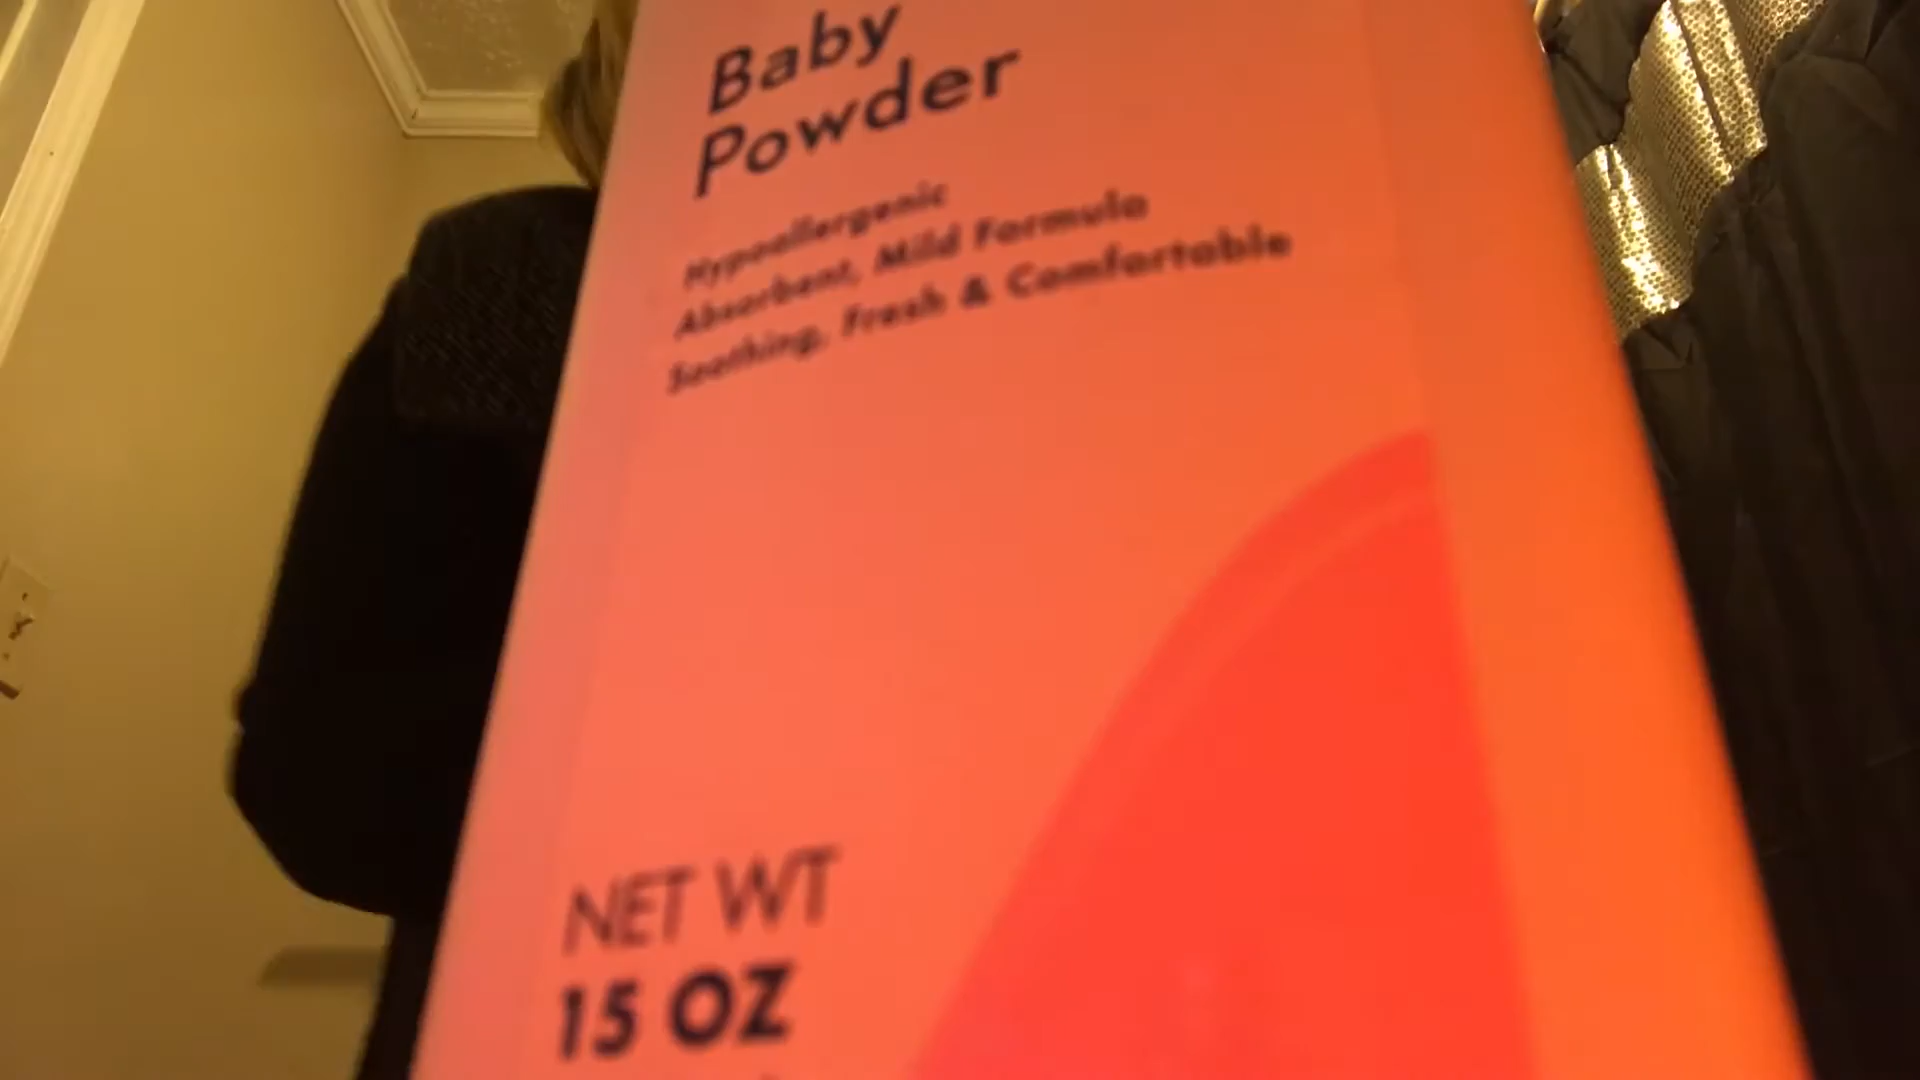 Baby
Powder
Hypoallergenic
Absorbent, Mild Formula
Soothing, Fresh & Comfortable
NET WT
15 OZ